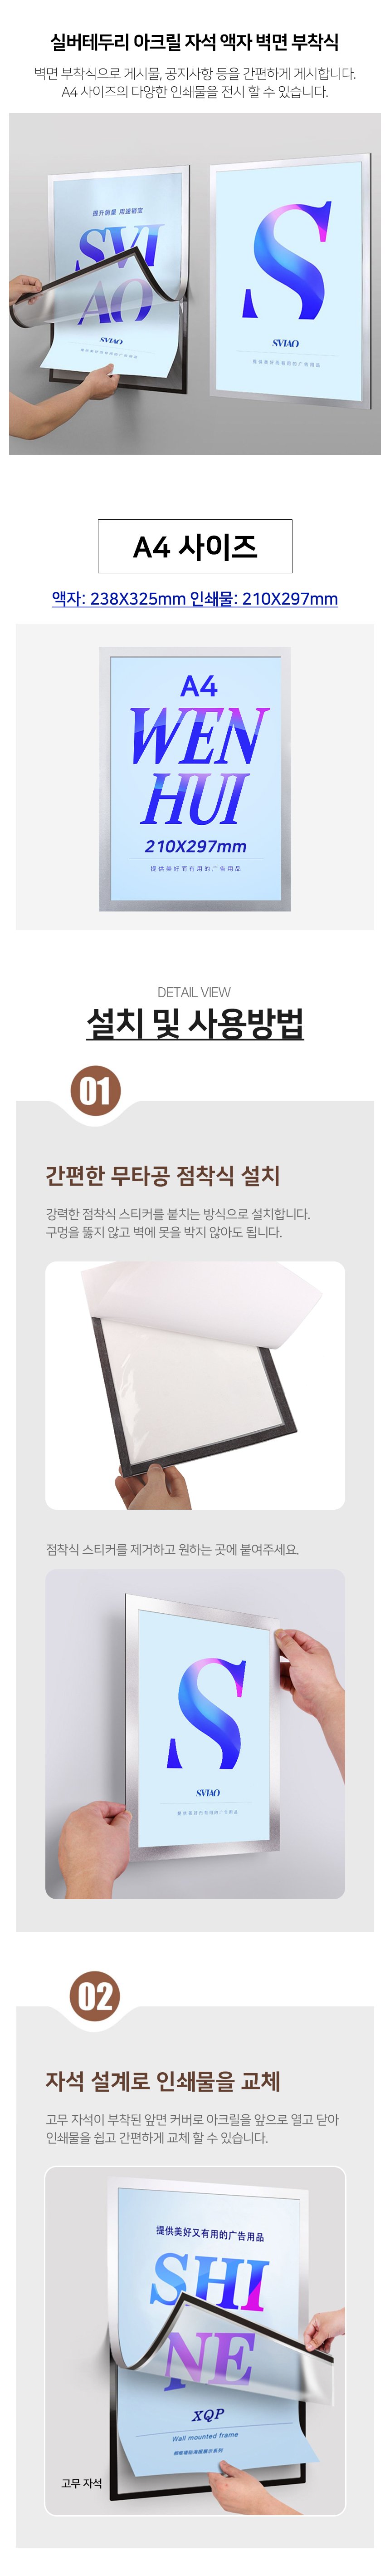 실버테두리 아크릴 자석 액자 벽면 부착식
벽면 부착식으로 게시물, 공지사항 등을 간편하게 게시합니다.
A4 사이즈의 다양한 인쇄물을 전시 할 수 있습니다.
提升销量 用速销宝
SVI
AO
SVIAO
S
SVIAO
A4 사이즈
액자: 238X325mm 인쇄물: 210X297mm
A4
WEN
HUI
210X297mm
提供美好而有用的广告用品
DETAIL VIEW
설치 및 사용방법
01
간편한 무타공 점착식 설치
강력한 점착식 스티커를 붙치는 방식으로 설치합니다.
구멍을 뚫지 않고 벽에 못을 박지 않아도 됩니다.
점착식 스티커를 제거하고 원하는 곳에 붙여주세요.
S
SVIAO
02
자석 설계로 인쇄물을 교체
고무 자석이 부착된 앞면 커버로 아크릴을 앞으로 열고 닫아
인쇄물을 쉽고 간편하게 교체 할 수 있습니다.
提供美好又有用的广告用品
SHI
NE
XQP
Wall mounted frame
고무 자석